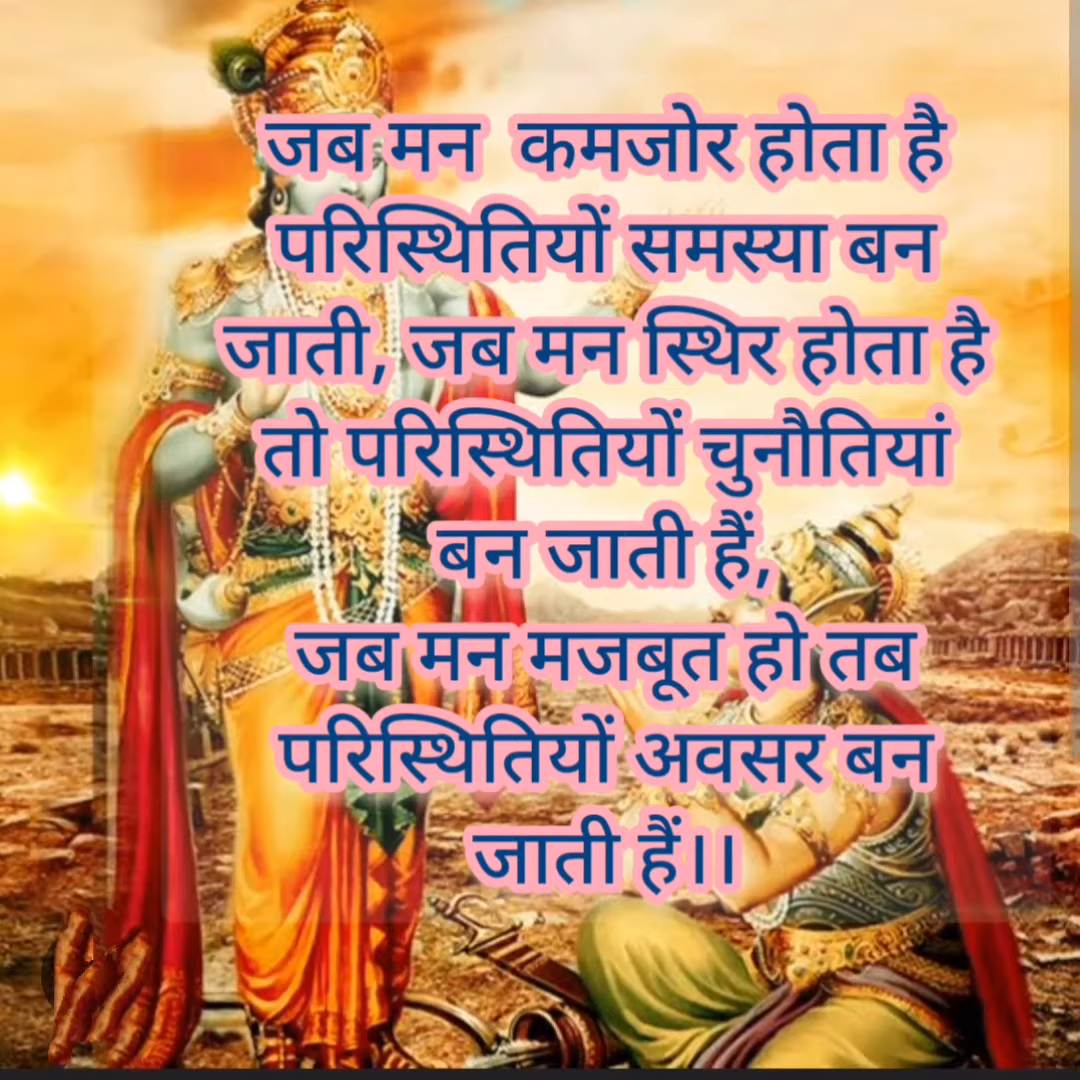 जब मन कमजोर होता है
परिस्थितियों समस्या बन
जाती, जब मन स्थिर होता है
तो परिस्थितियों चुनौतियां
बन जाती हैं,
जब मन मजबूत हो तब
परिस्थितियों अवसर बन
जाती हैं।।